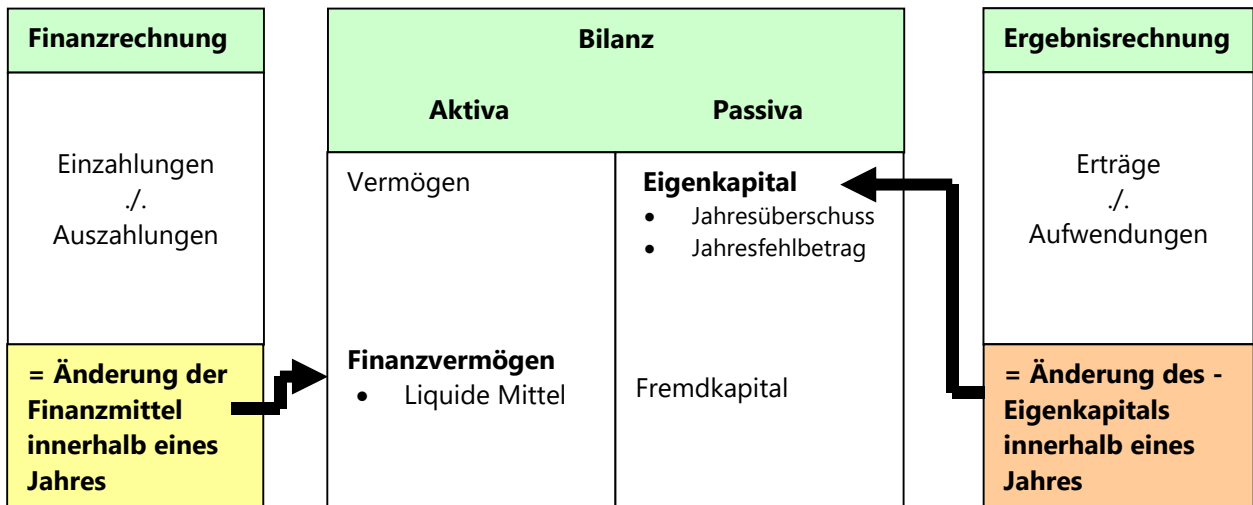 Finanzrechnung
Einzahlungen
./.
Auszahlungen
= Änderung der
Finanzmittel
innerhalb eines
Jahres
Bilanz
Aktiva
Passiva
Vermögen
Finanzvermögen
• Liquide Mittel
Eigenkapital
• Jahresüberschuss
• Jahresfehlbetrag
Fremdkapital
Ergebnisrechnung
Erträge
./.
Aufwendungen
= Änderung des -
Eigenkapitals
innerhalb eines
Jahres